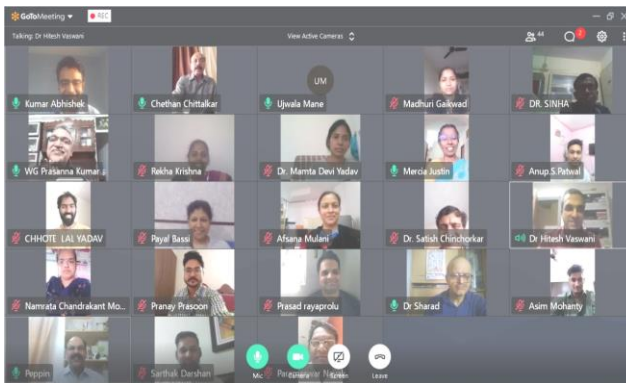 GoToMeeting REC
Talking: Dr Hitesh Vaswani View Active Cameras 44 2
UM
Kumar Abhishek Chethan Chittalkar Ujwala Mane Madhuri Gaikwad DR. SINHA
WG Prasanna Kumar Rekha Krishna Dr. Mamta Devi Yadav Mercia Justin Anup.S.Patwal
CHHOTE LAL YADAV Payal Bassi Afsana Mulani Dr. Satish Chinchorkar Dr Hitesh Vaswani
Namrata Chandrakant Mo... Pranay Prasoon Prasad rayaprolu Dr Sharad Asim Mohanty
Peppin Sarthak Darshan
Mic Camera Screen Leave